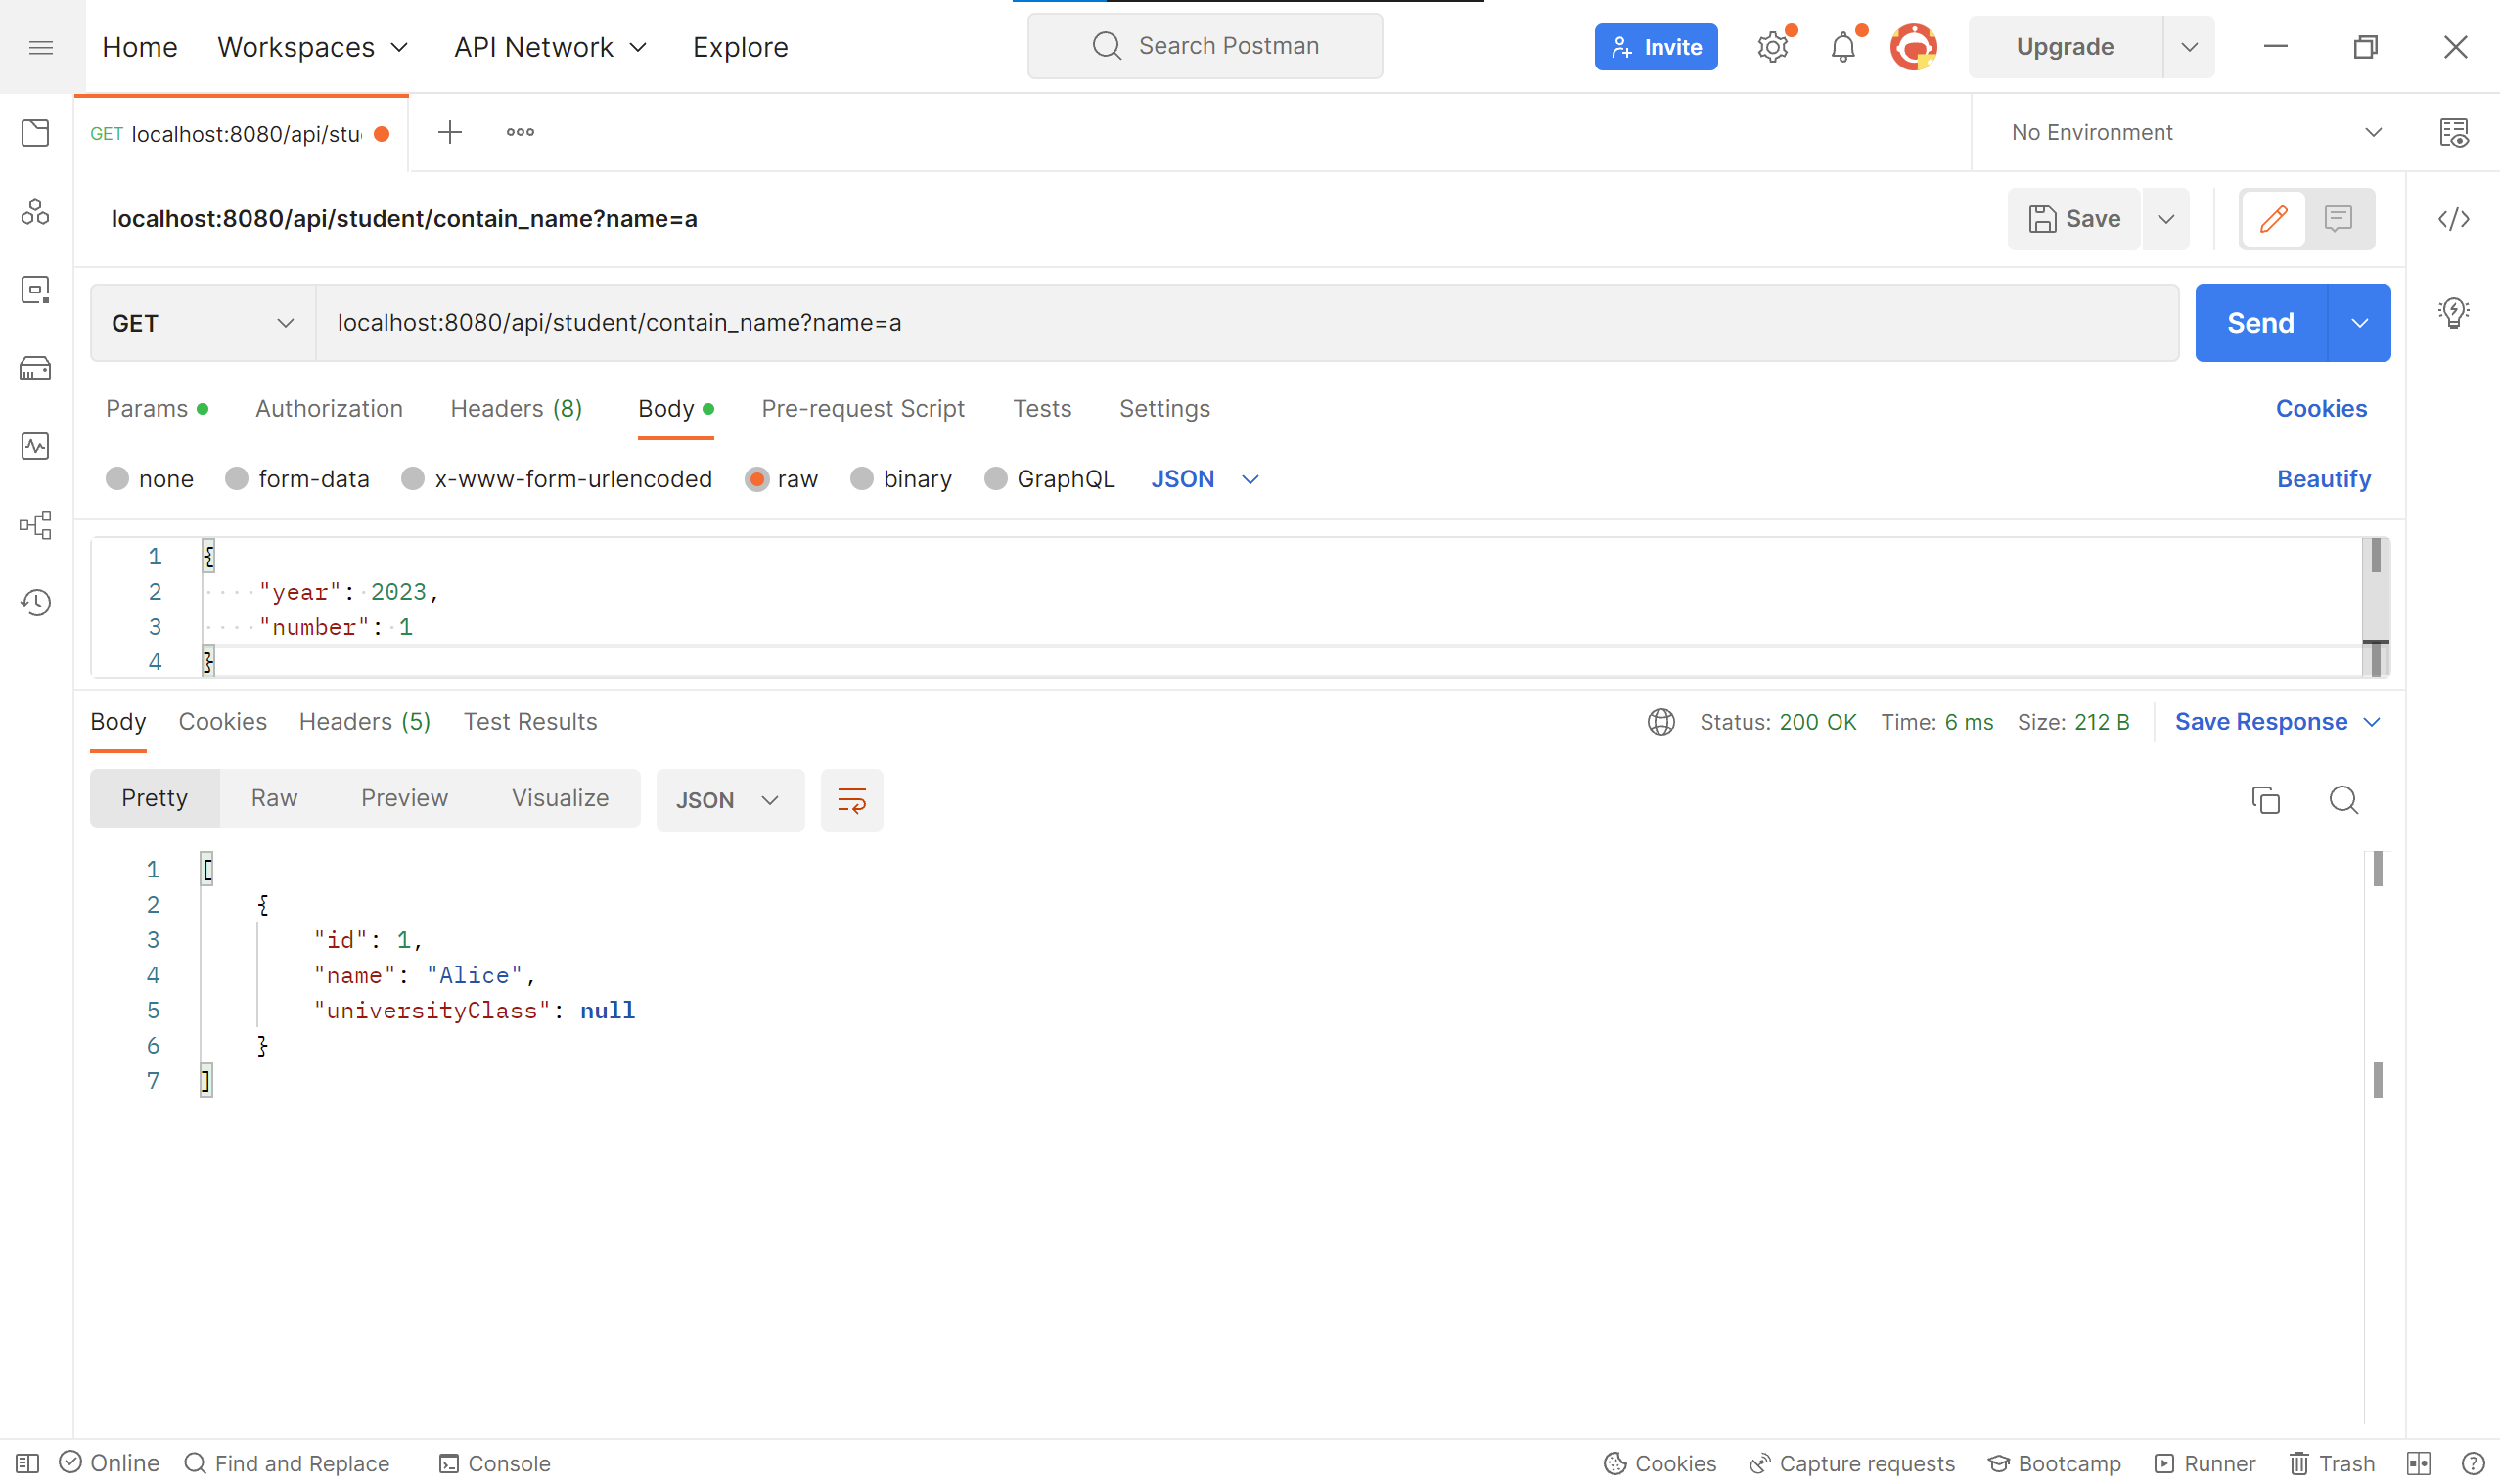 Home Workspaces API Network Explore Search Postman Invite Upgrade
GET localhost:8080/api/stu No Environment
localhost:8080/api/student/contain_name?name=a Save
GET localhost:8080/api/student/contain_name?name=a Send
Params Authorization Headers (8) Body Pre-request Script Tests Settings Cookies
none form-data x-www-form-urlencoded raw binary GraphQL JSON Beautify
1 {
2 "year": 2023,
3 "number": 1
4 }
Body Cookies Headers (5) Test Results Status: 200 OK Time: 6 ms Size: 212 B Save Response
Pretty Raw Preview Visualize JSON
1 [
2 {
3 "id": 1,
4 "name": "Alice",
5 "universityClass": null
6 }
7 ]
Online Find and Replace Console Cookies Capture requests Bootcamp Runner Trash